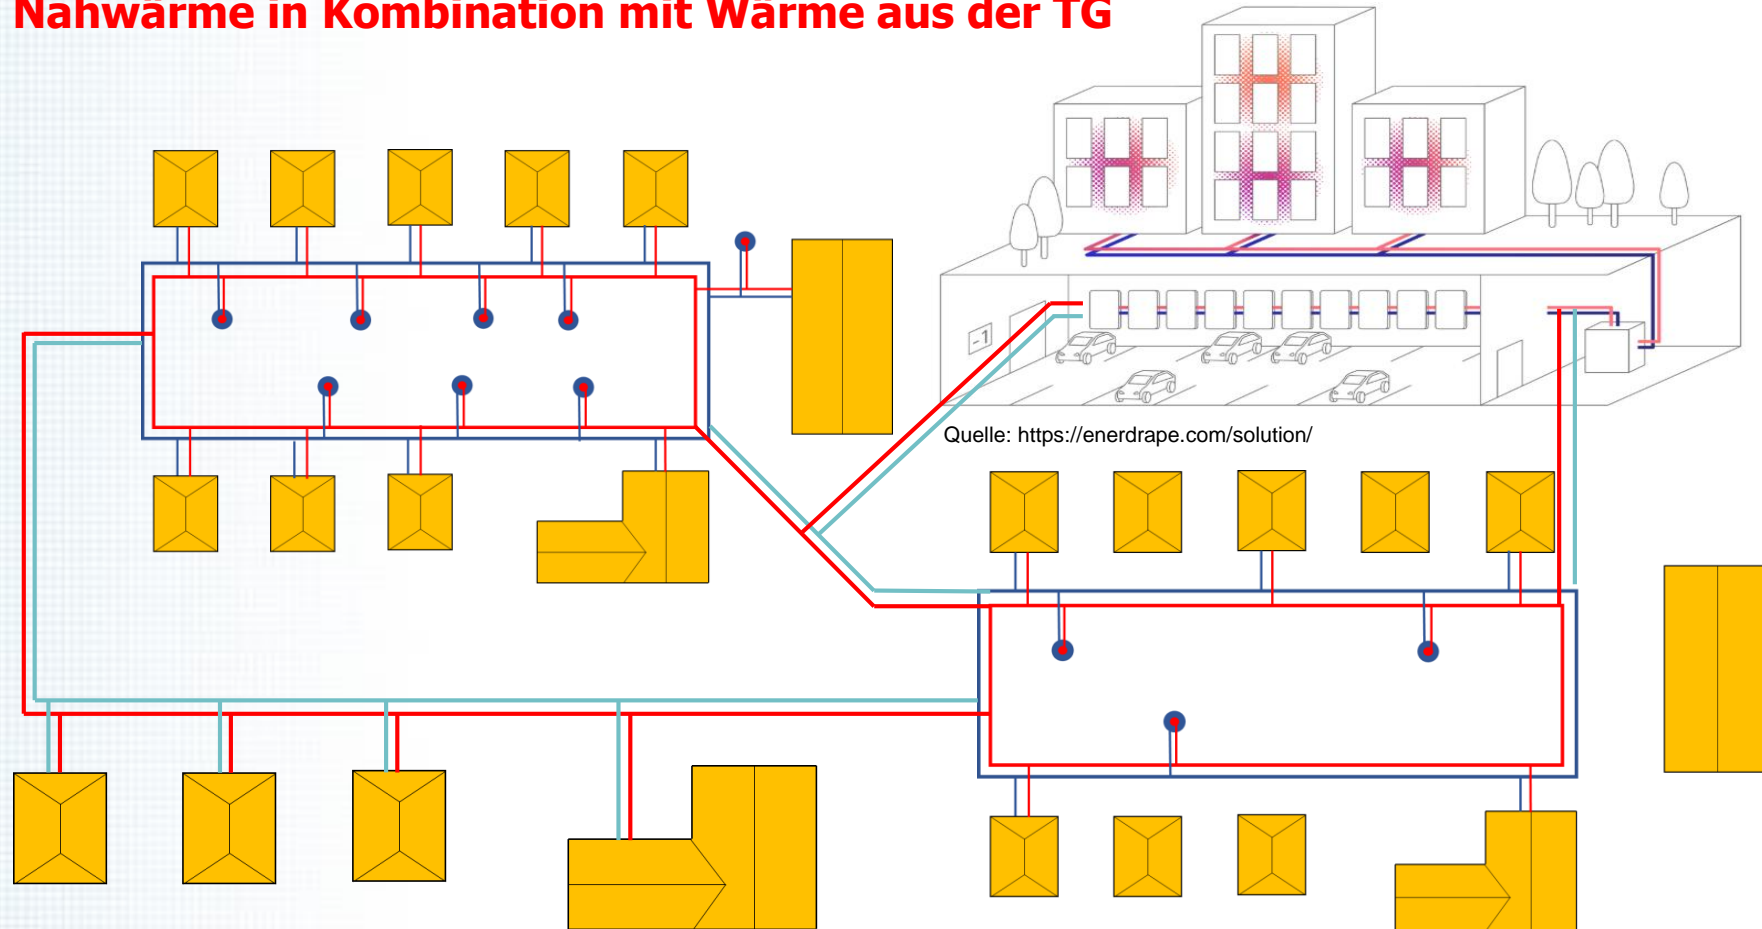 Nahwärme in Kombination mit Wärme aus der TG
-1
Quelle: https://enerdrape.com/solution/